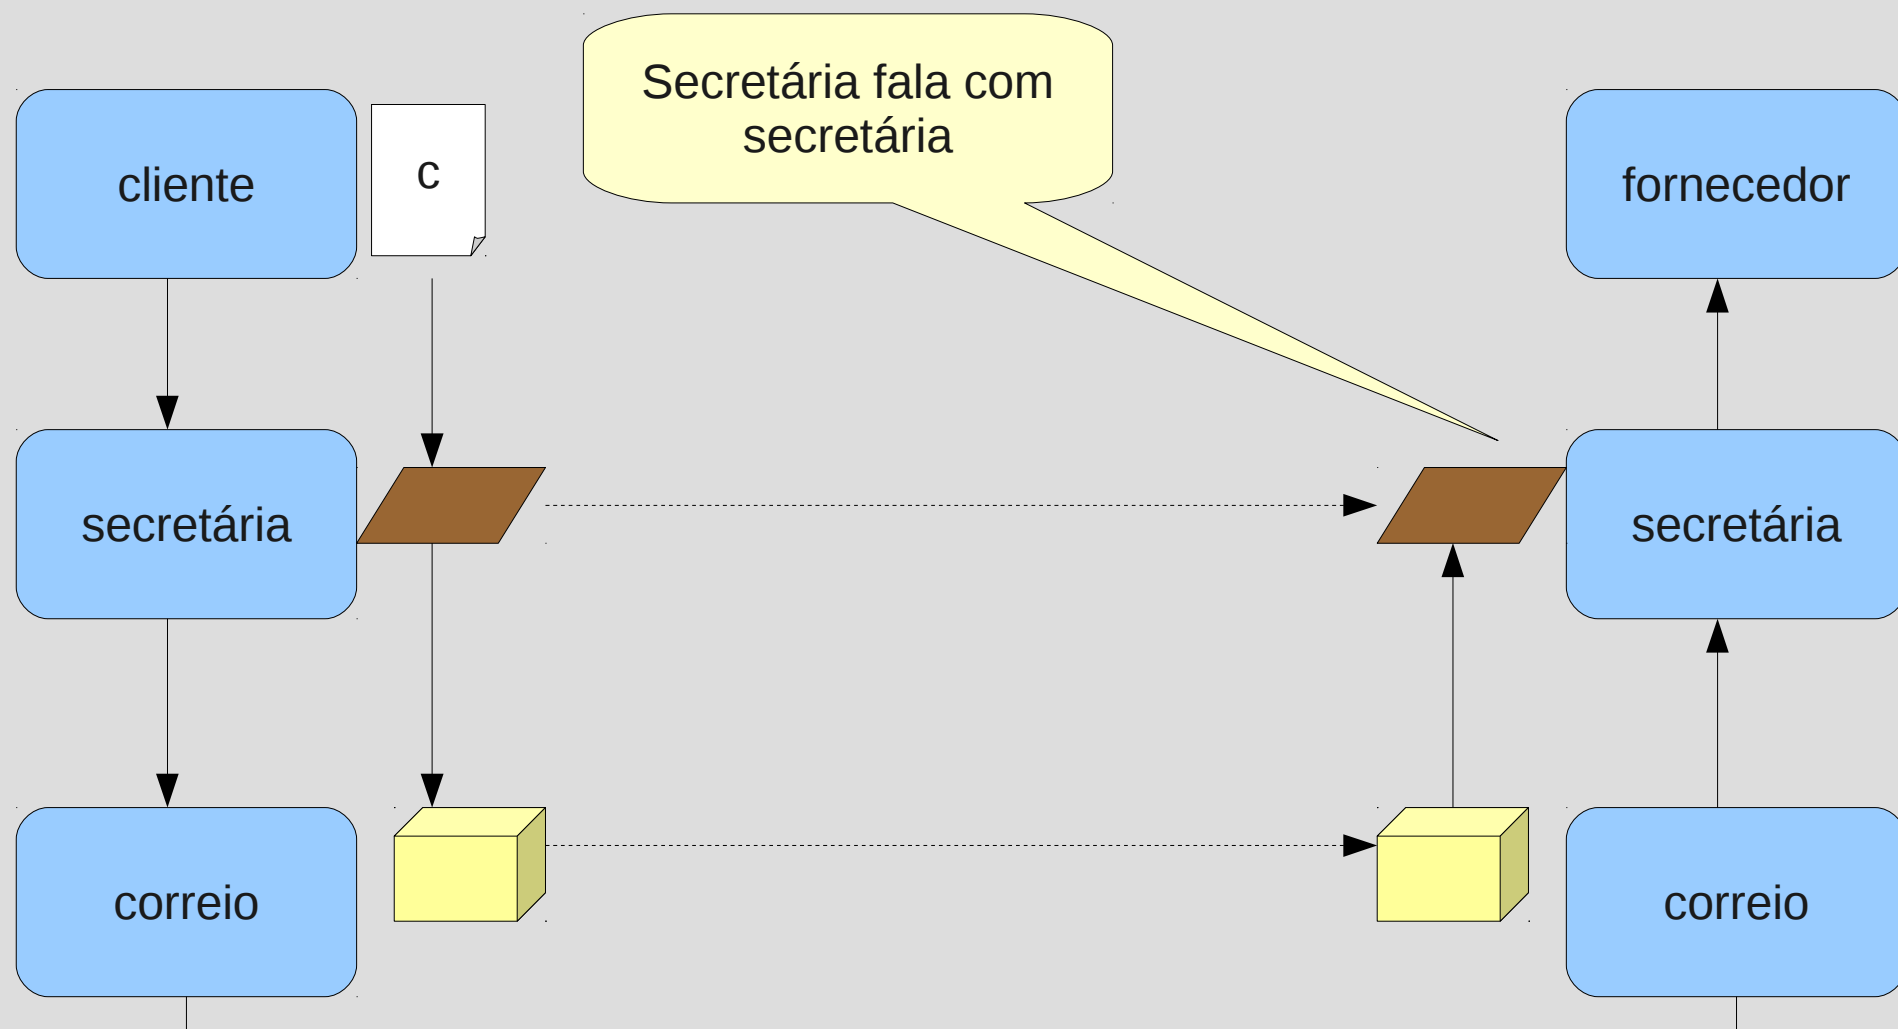 Secretária fala com
secretária
cliente
c
fornecedor
secretária
secretária
correio
correio